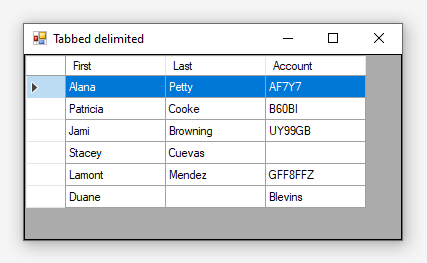 Tabbed delimited
First Last Account
Alana Petty AF7Y7
Patricia Cooke B60BI
Jami Browning UY99GB
Stacey Cuevas
Lamont Mendez GFF8FFZ
Duane Blevins